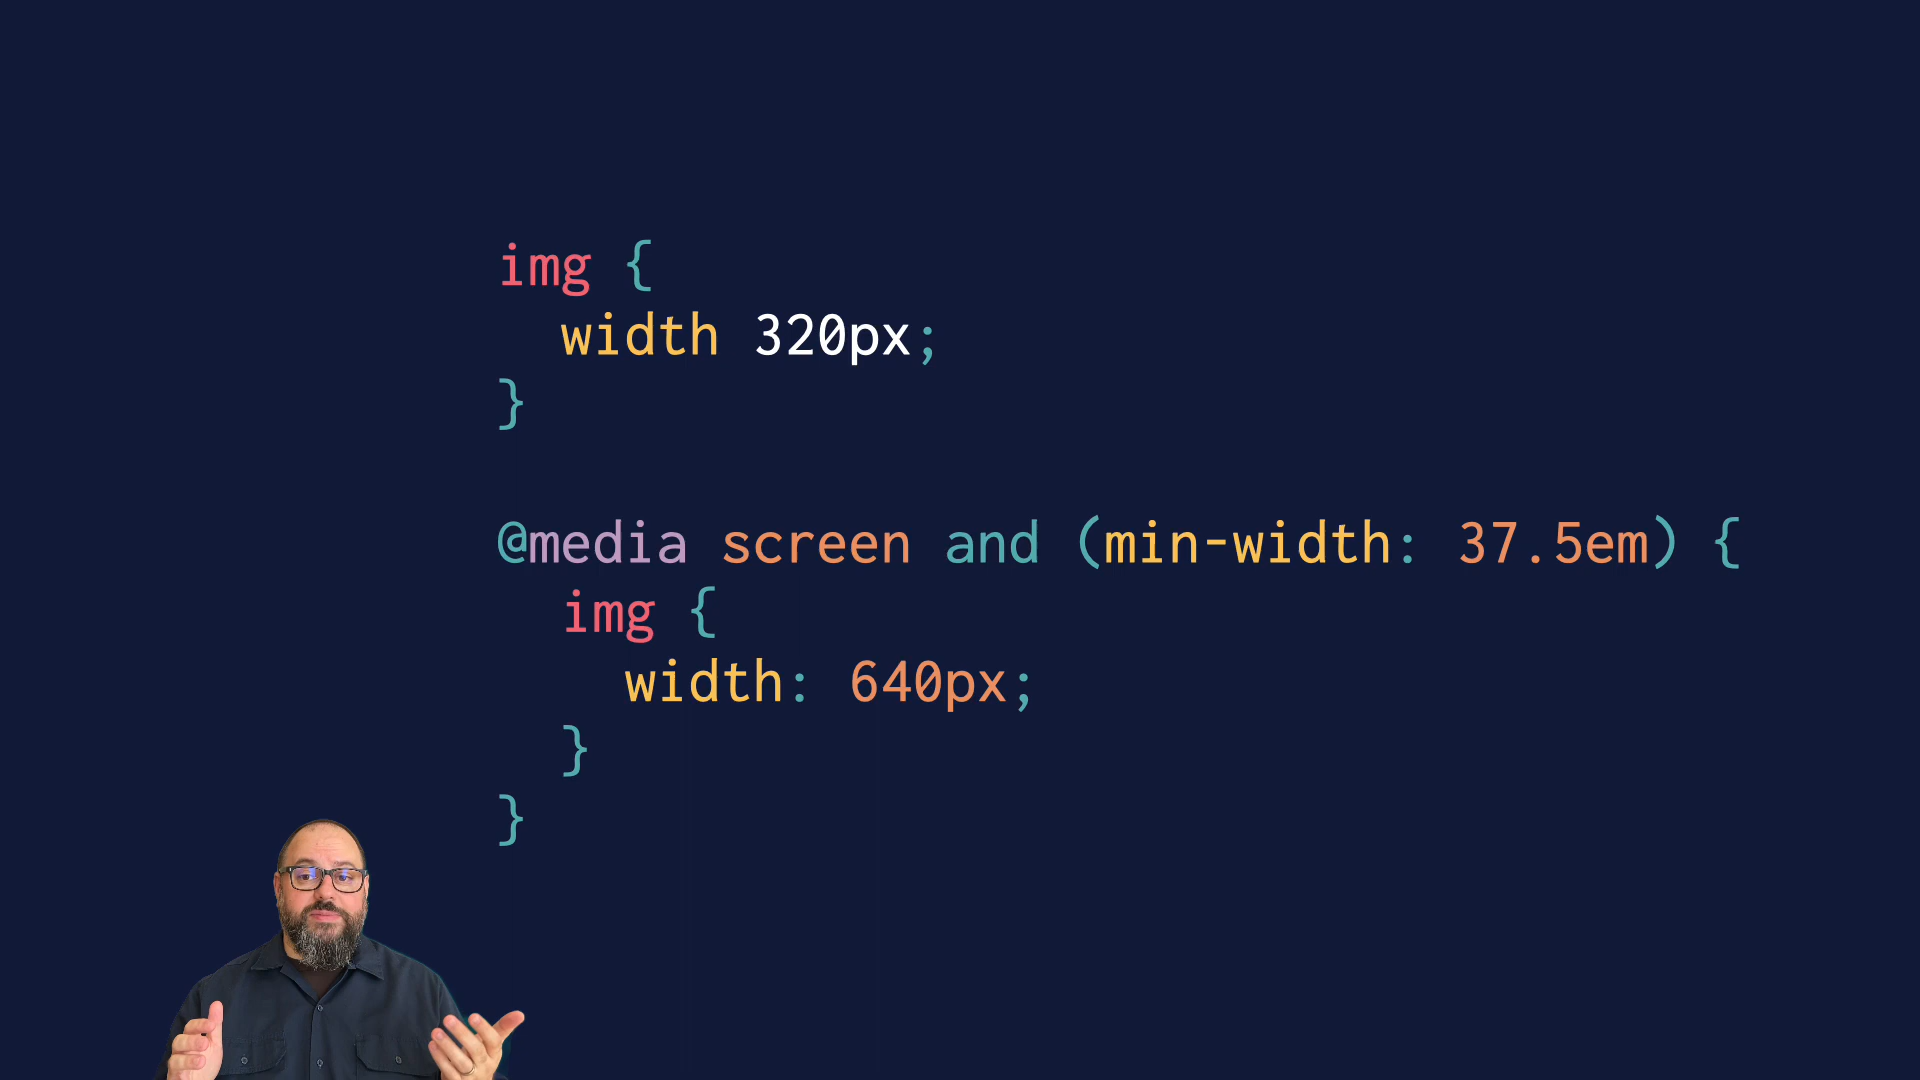 img {
width 320px;
}
@media screen and (min-width: 37.5em) {
img {
width: 640px;
}
}